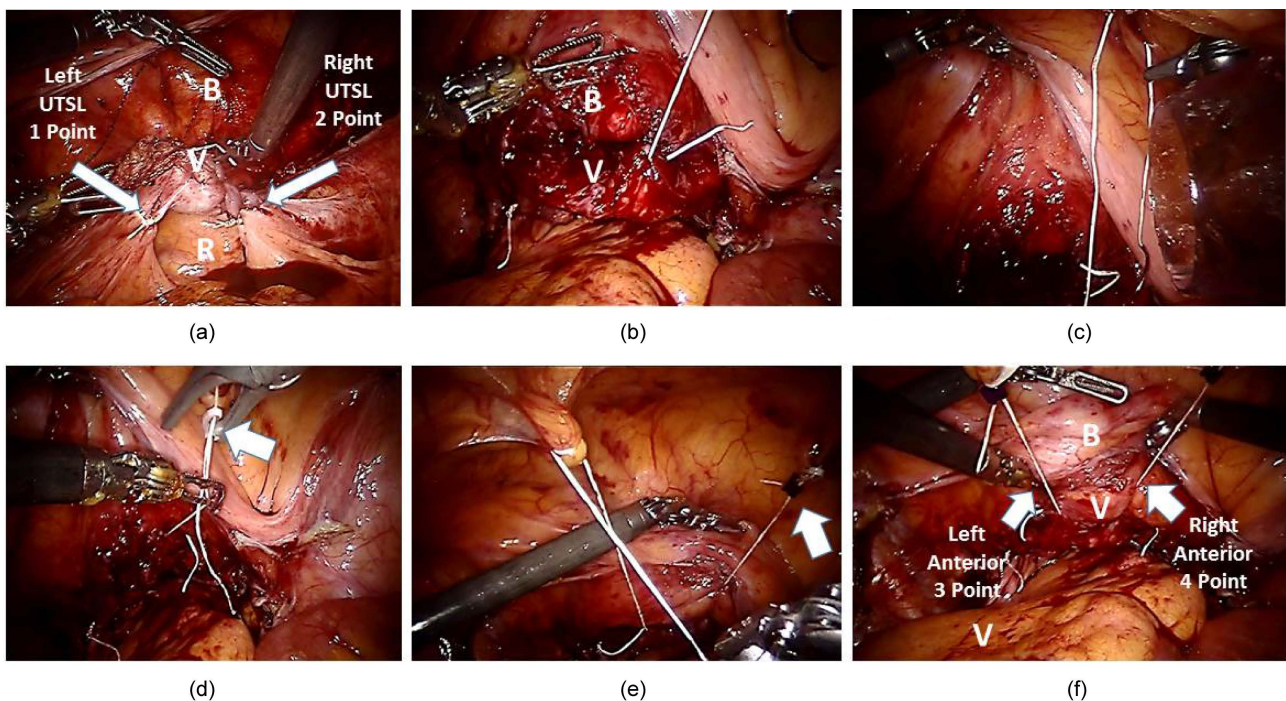 Left
UTSL
1 Point
B
Right
UTSL
2 Point
V
R
(a)
B
V
(b)
(c)
(d)
(e)
B
V
Left
Anterior
3 Point
Right
Anterior
4 Point
V
(f)